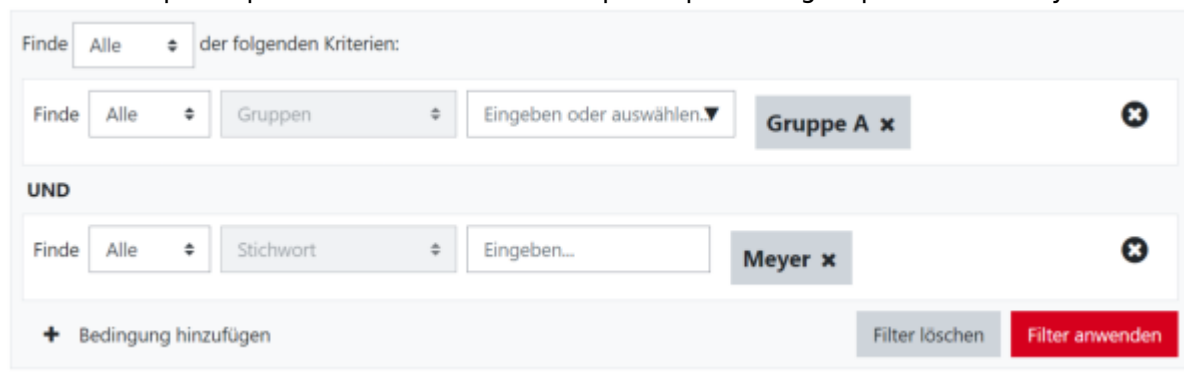 Finde Alle der folgenden Kriterien:
Finde Alle Gruppen Eingeben oder auswählen.. Gruppe A ×
UND
Finde Alle Stichwort Eingeben... Meyer ×
+ Bedingung hinzufügen Filter löschen Filter anwenden